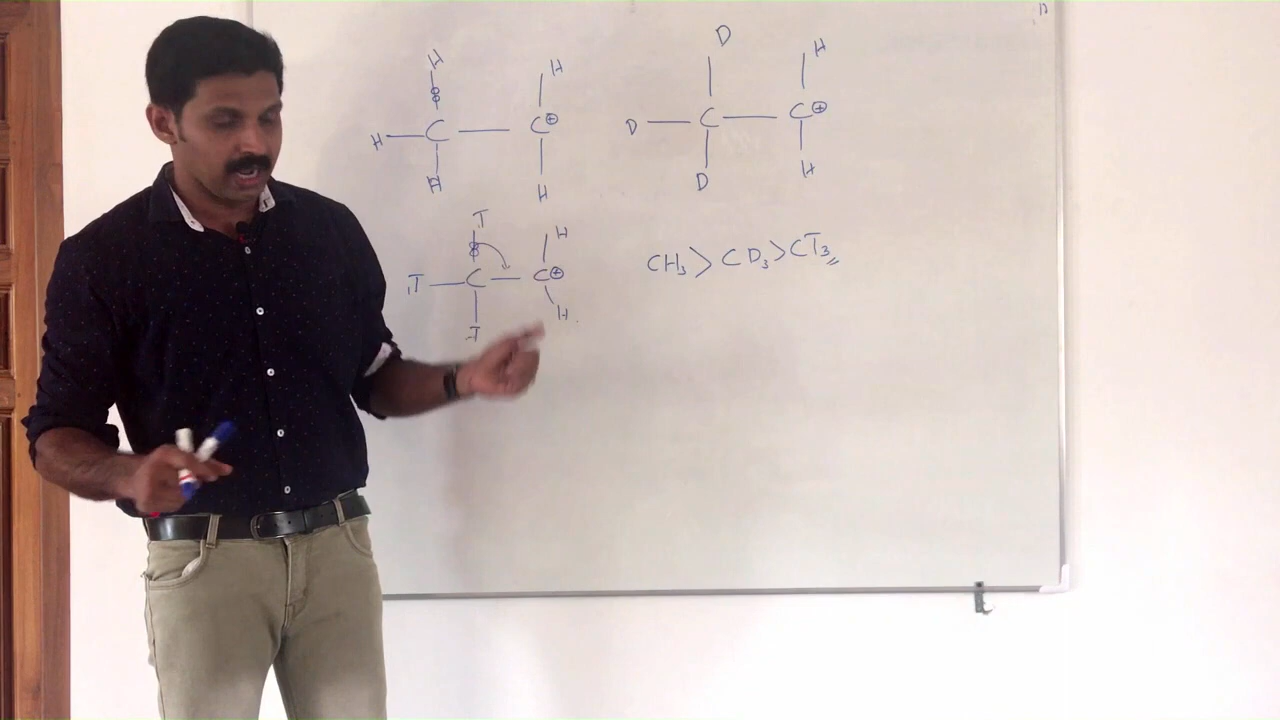 H
H — C — C ⊕
H
H
H
D
D — C — C ⊕
D
H
H
T
T — C — C ⊕
T
H
H
CH₃ > CD₃ > CT₃